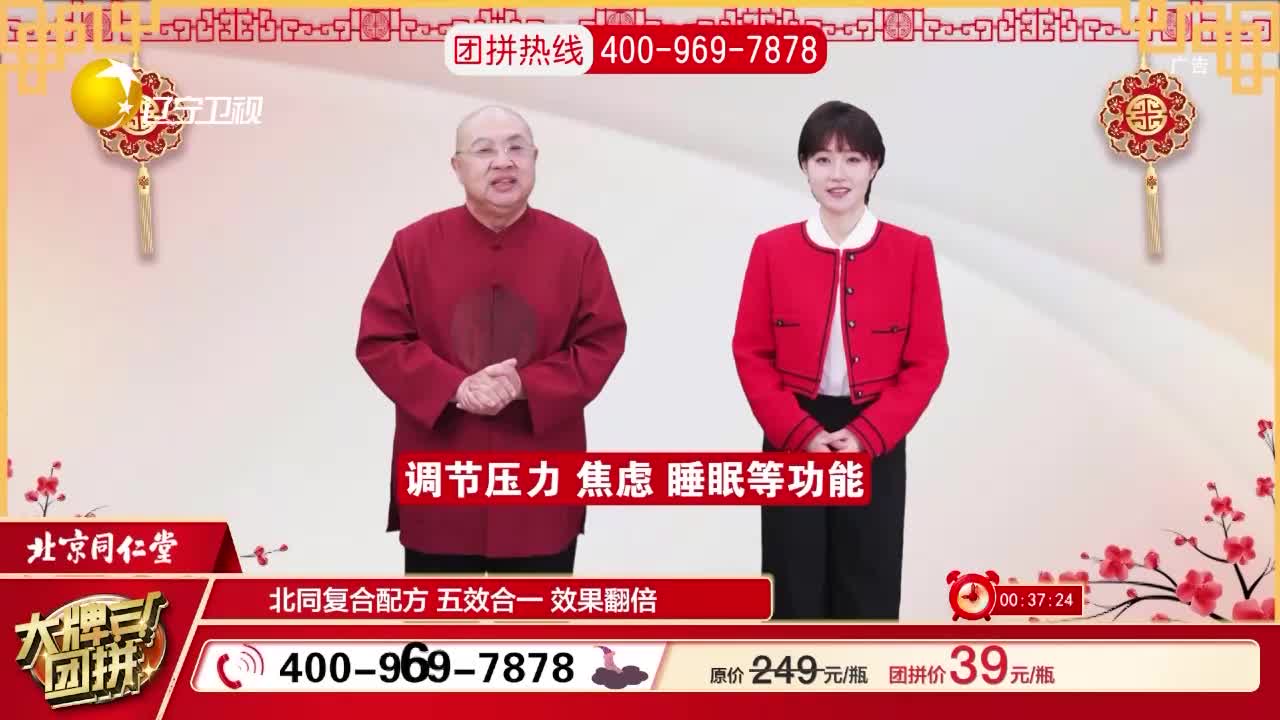 团拼热线 400-969-7878
广告
辽宁卫视
调节压力 焦虑 睡眠等功能
北京同仁堂
北同复合配方 五效合一 效果翻倍
00:37:24
大牌云团拼
400-969-7878
原价249元/瓶 团拼价39元/瓶